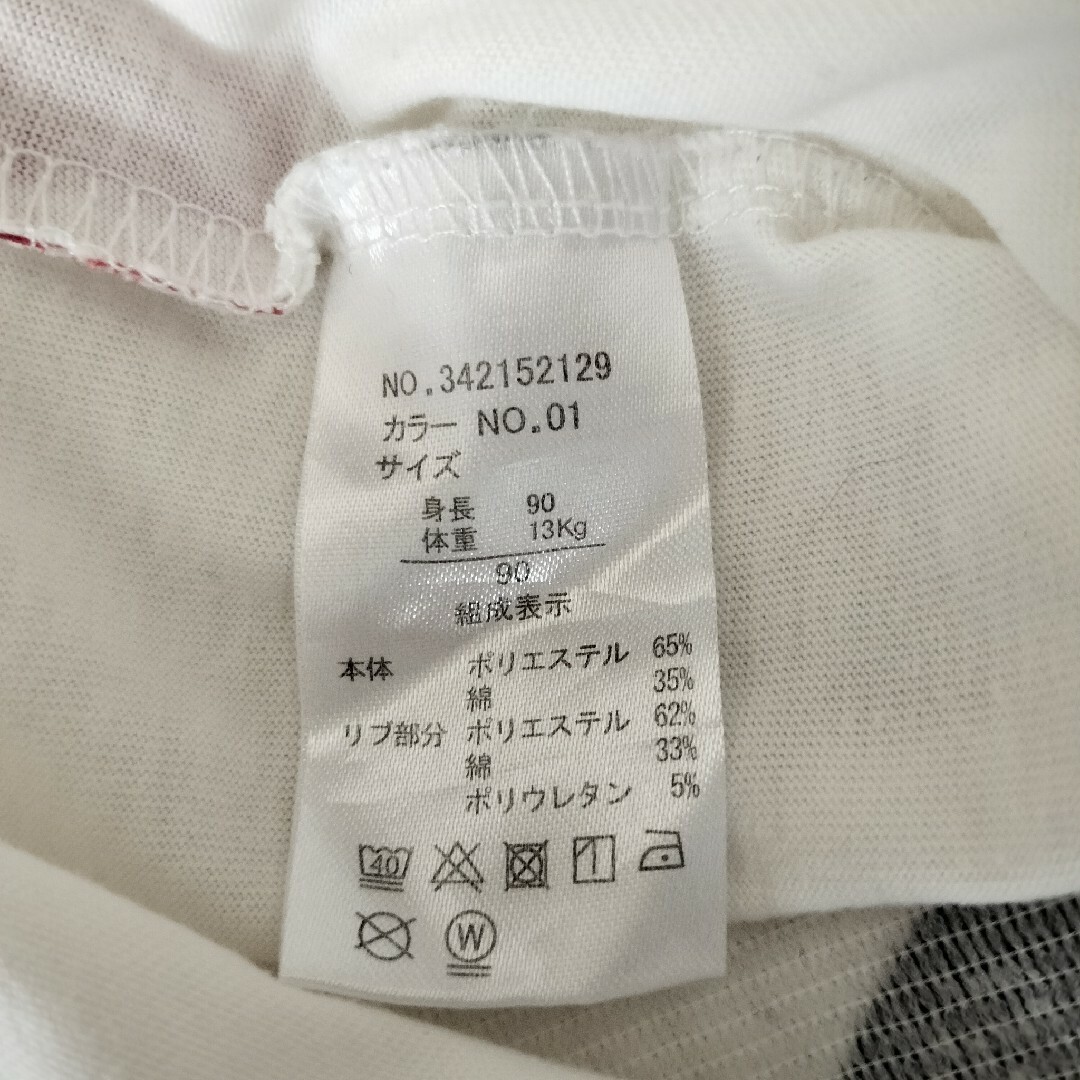 NO.342152129
カラー NO.01
サイズ
身長 90
体重 13Kg
90
組成表示
本体 ポリエステル 65%
綿 35%
リブ部分 ポリエステル 62%
綿 33%
ポリウレタン 5%
40
W